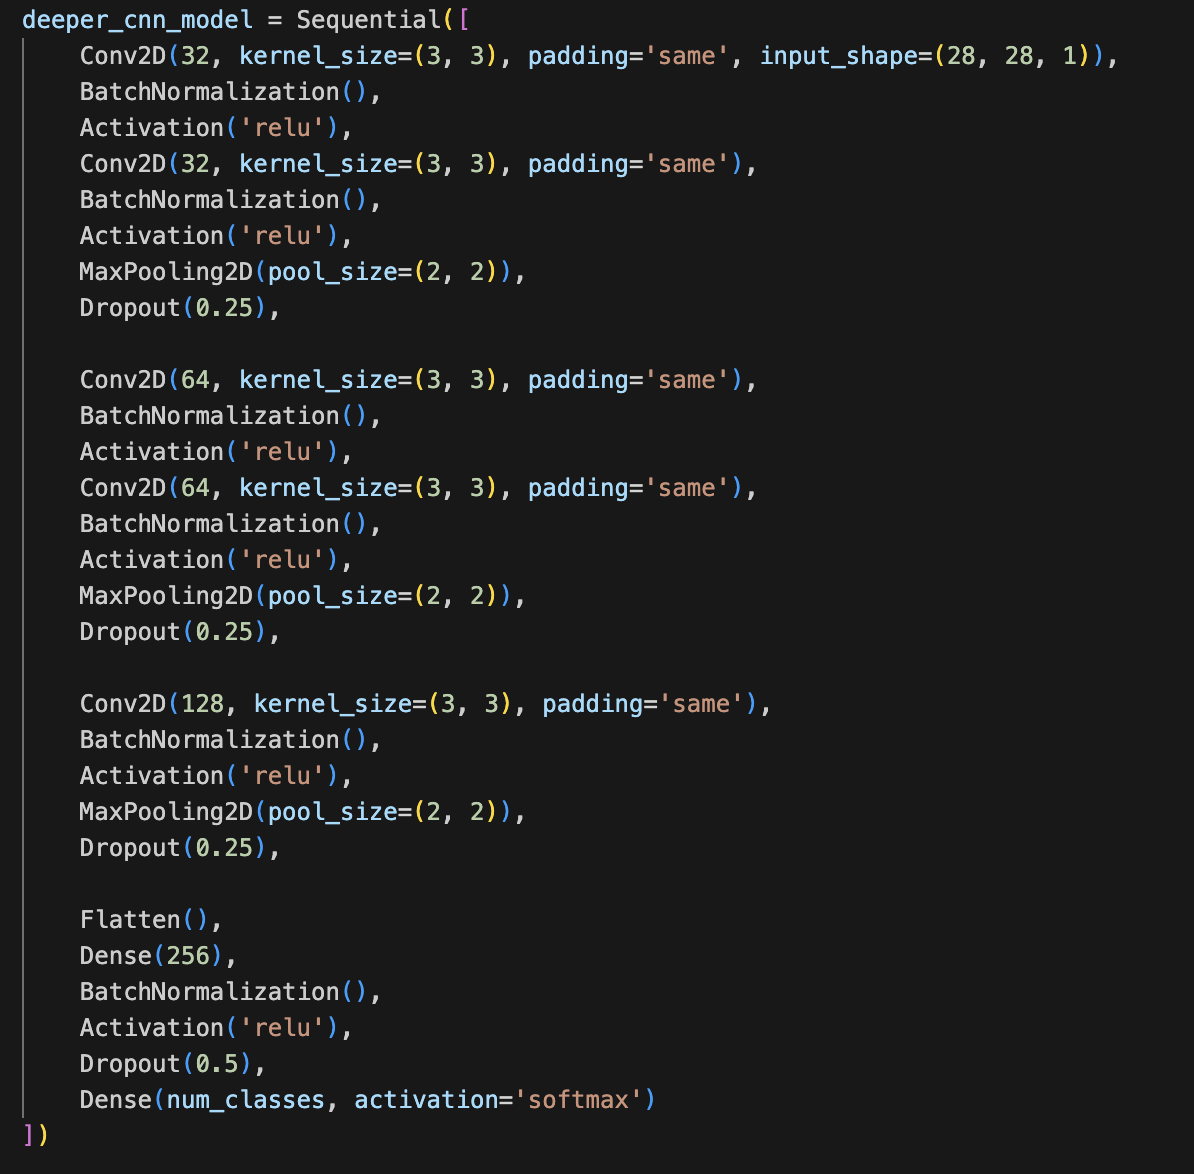 deeper_cnn_model = Sequential([
    Conv2D(32, kernel_size=(3, 3), padding='same', input_shape=(28, 28, 1)),
    BatchNormalization(),
    Activation('relu'),
    Conv2D(32, kernel_size=(3, 3), padding='same'),
    BatchNormalization(),
    Activation('relu'),
    MaxPooling2D(pool_size=(2, 2)),
    Dropout(0.25),

    Conv2D(64, kernel_size=(3, 3), padding='same'),
    BatchNormalization(),
    Activation('relu'),
    Conv2D(64, kernel_size=(3, 3), padding='same'),
    BatchNormalization(),
    Activation('relu'),
    MaxPooling2D(pool_size=(2, 2)),
    Dropout(0.25),

    Conv2D(128, kernel_size=(3, 3), padding='same'),
    BatchNormalization(),
    Activation('relu'),
    MaxPooling2D(pool_size=(2, 2)),
    Dropout(0.25),

    Flatten(),
    Dense(256),
    BatchNormalization(),
    Activation('relu'),
    Dropout(0.5),
    Dense(num_classes, activation='softmax')
])